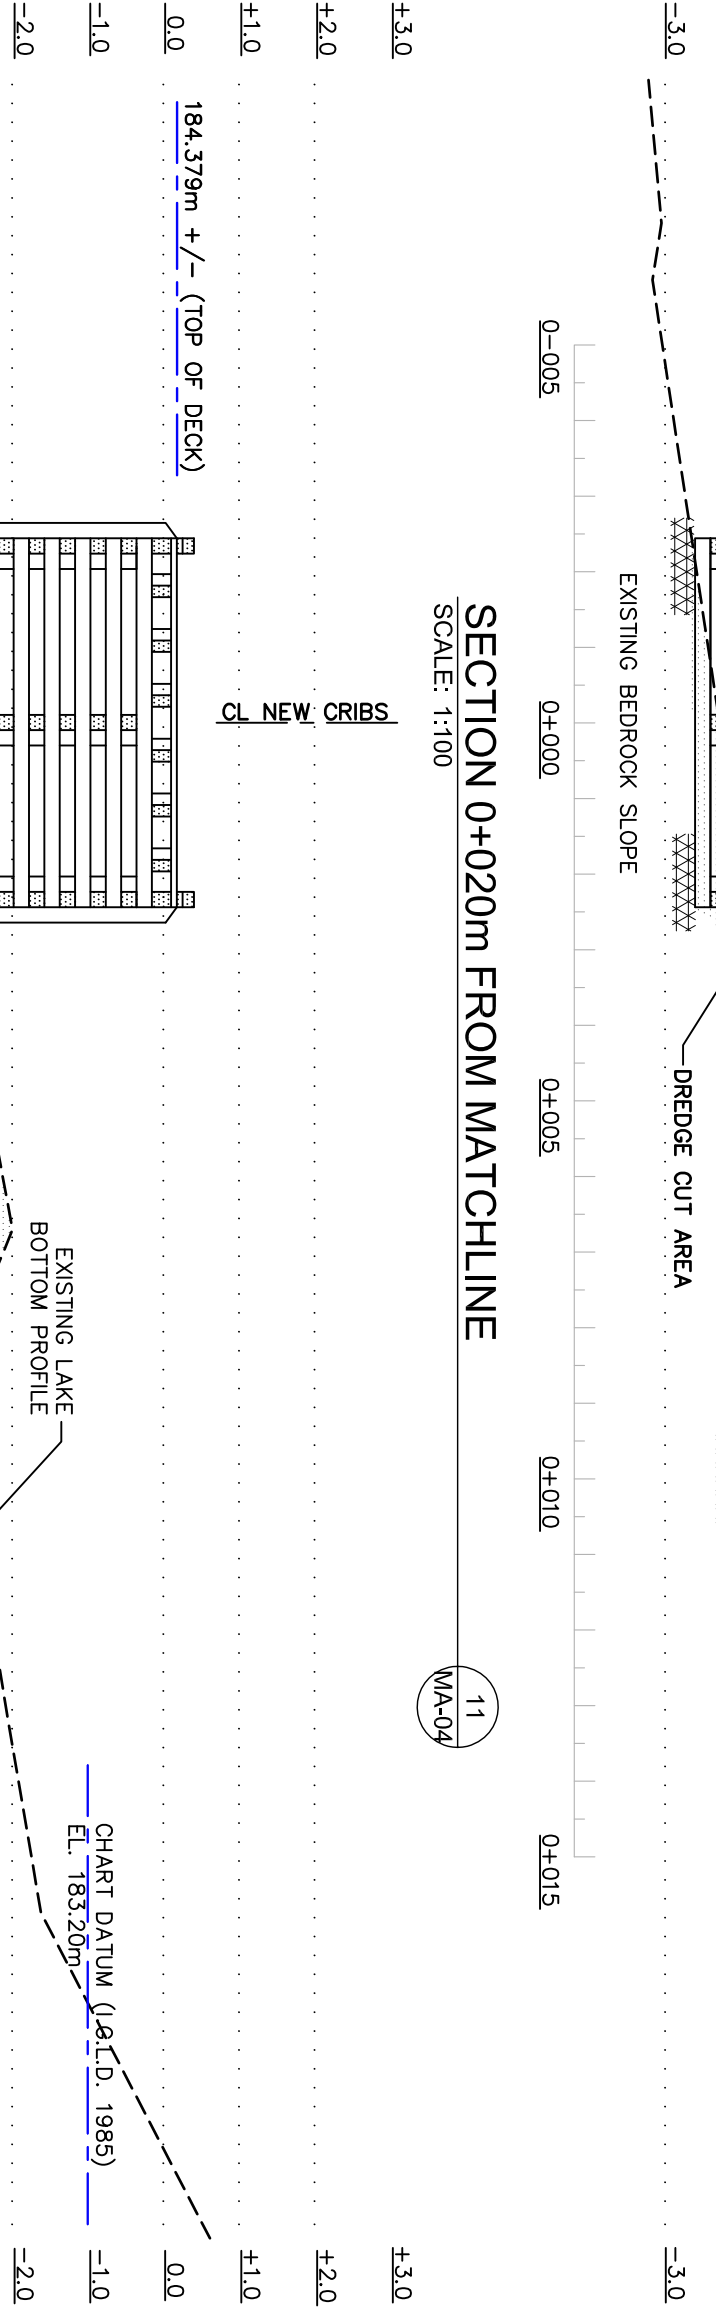 +3.0
+3.0
+2.0
+2.0
CL NEW CRIBS
+1.0
+1.0
184.379m +/- (TOP OF DECK)
0.0
0.0
CHART DATUM (I.G.L.D. 1985)
EL. 183.20m
-1.0
-1.0
EXISTING LAKE
BOTTOM PROFILE
-2.0
-2.0
-3.0
-3.0
DREDGE CUT AREA
EXISTING BEDROCK SLOPE
0-005
0+000
0+005
0+010
0+015
SECTION 0+020m FROM MATCHLINE
SCALE: 1:100
11
MA-04